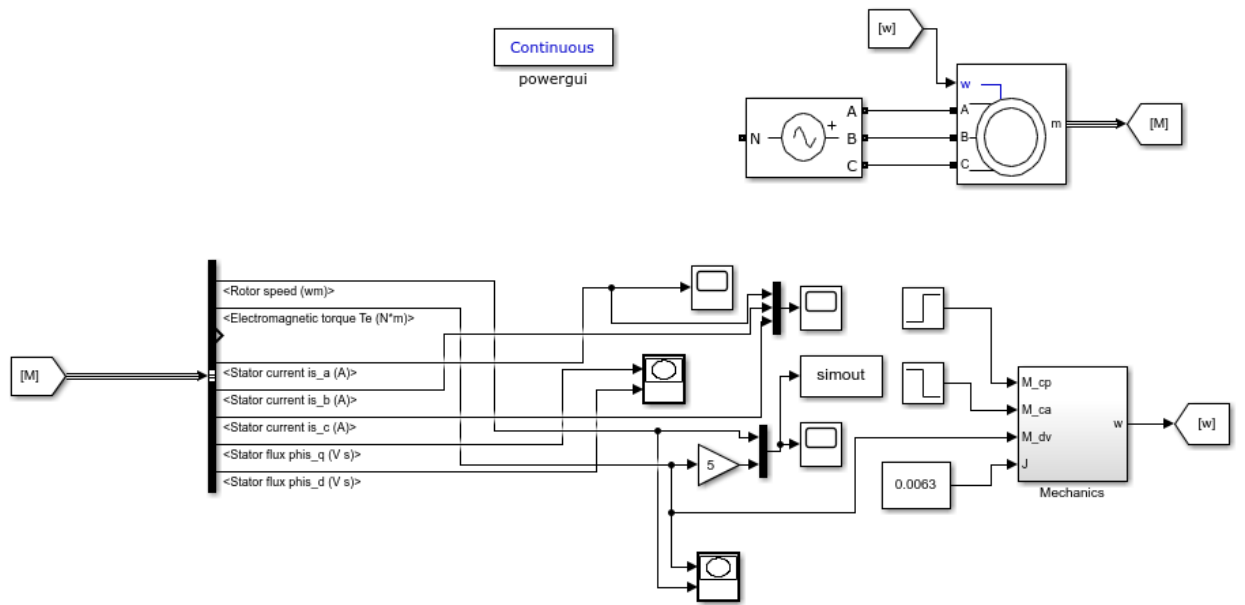 Continuous
powergui
[w]
w
A
B
C
m
[M]
N
+
A
B
C
[M]
<Rotor speed (wm)>
<Electromagnetic torque Te (N*m)>
<Stator current is_a (A)>
<Stator current is_b (A)>
<Stator current is_c (A)>
<Stator flux phis_q (V s)>
<Stator flux phis_d (V s)>
5
simout
0.0063
M_cp
M_ca
M_dv
J
w
Mechanics
[w]